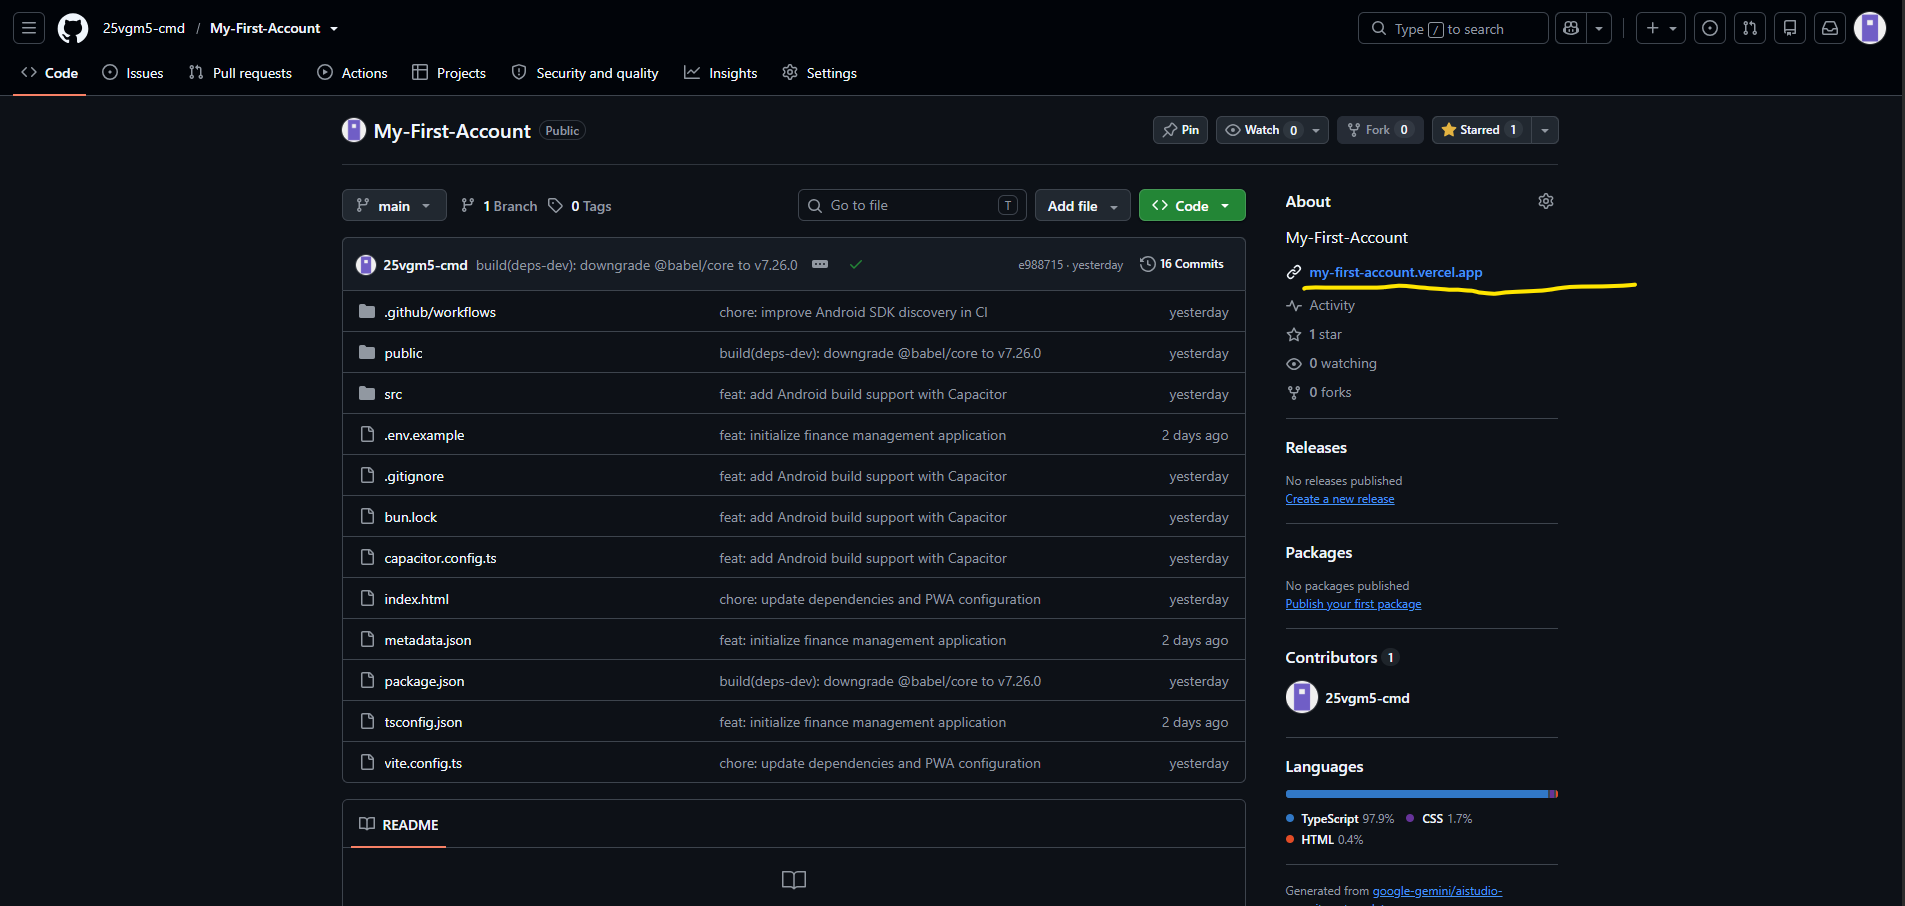 25vgm5-cmd / My-First-Account
Type / to search
Code Issues Pull requests Actions Projects Security and quality Insights Settings
My-First-Account Public
Pin Watch 0 Fork 0 Starred 1
main 1 Branch 0 Tags
Go to file T Add file Code
25vgm5-cmd build(deps-dev): downgrade @babel/core to v7.26.0 e988715 · yesterday 16 Commits
.github/workflows chore: improve Android SDK discovery in CI yesterday
public build(deps-dev): downgrade @babel/core to v7.26.0 yesterday
src feat: add Android build support with Capacitor yesterday
.env.example feat: initialize finance management application 2 days ago
.gitignore feat: add Android build support with Capacitor yesterday
bun.lock feat: add Android build support with Capacitor yesterday
capacitor.config.ts feat: add Android build support with Capacitor yesterday
index.html chore: update dependencies and PWA configuration yesterday
metadata.json feat: initialize finance management application 2 days ago
package.json build(deps-dev): downgrade @babel/core to v7.26.0 yesterday
tsconfig.json feat: initialize finance management application 2 days ago
vite.config.ts chore: update dependencies and PWA configuration yesterday
README
About
My-First-Account
my-first-account.vercel.app
Activity
1 star
0 watching
0 forks
Releases
No releases published
Create a new release
Packages
No packages published
Publish your first package
Contributors 1
25vgm5-cmd
Languages
TypeScript 97.9% CSS 1.7%
HTML 0.4%
Generated from google-gemini/aistudio-